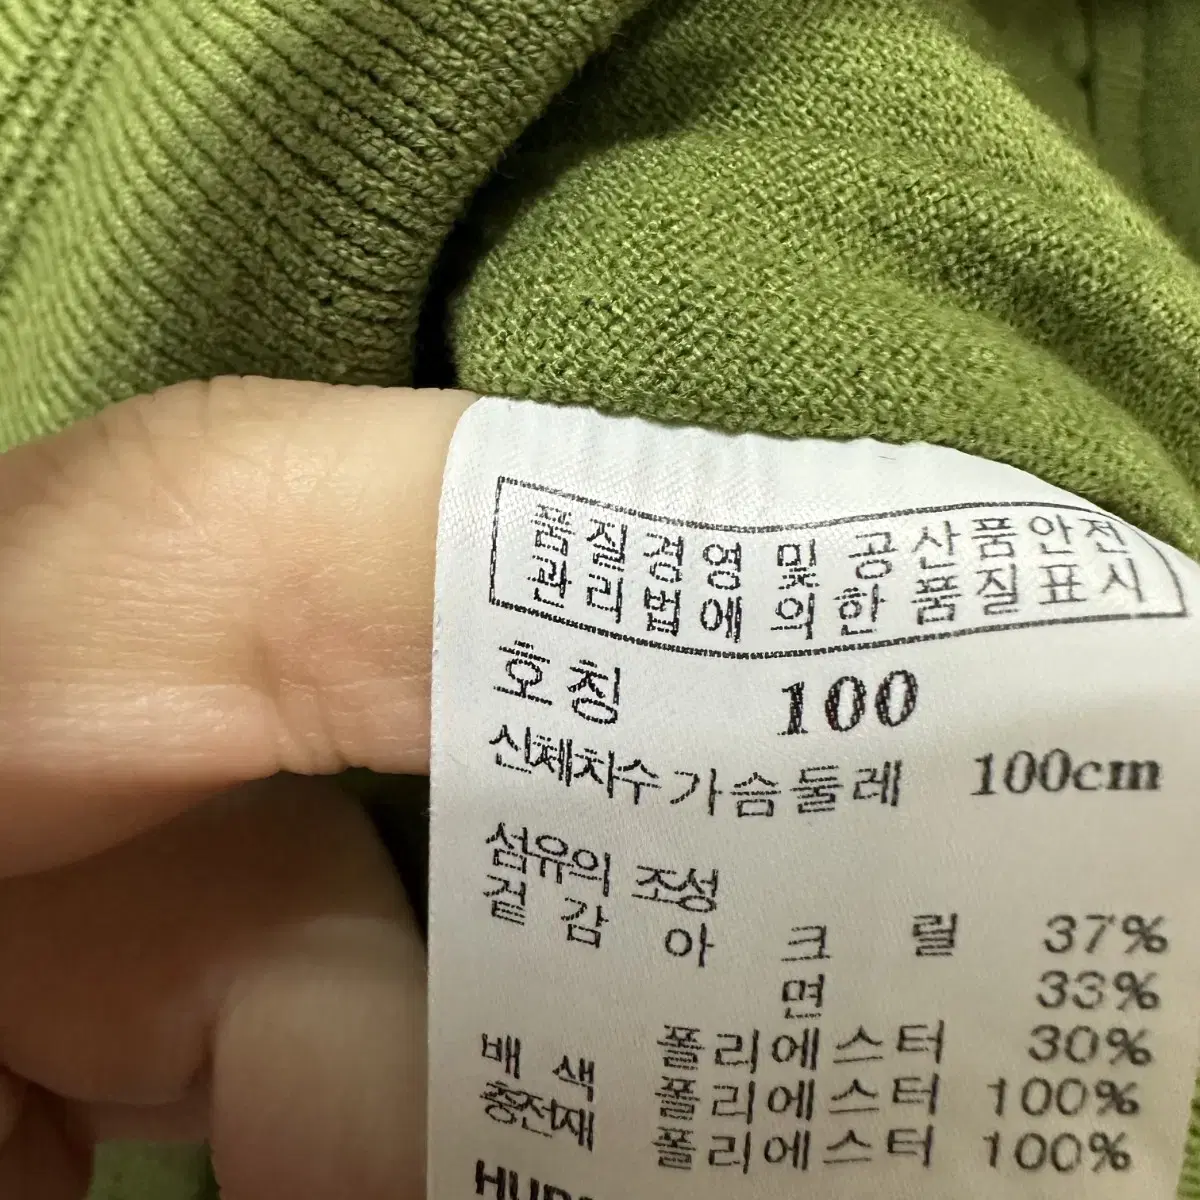 품질경영 및 공산품안전
관리법에 의한 품질표시
호칭 100
신체치수 가슴둘레 100cm
섬유의 조성
겉감 아크릴 37%
면 33%
폴리에스터 30%
배색 폴리에스터 100%
충전재 폴리에스터 100%